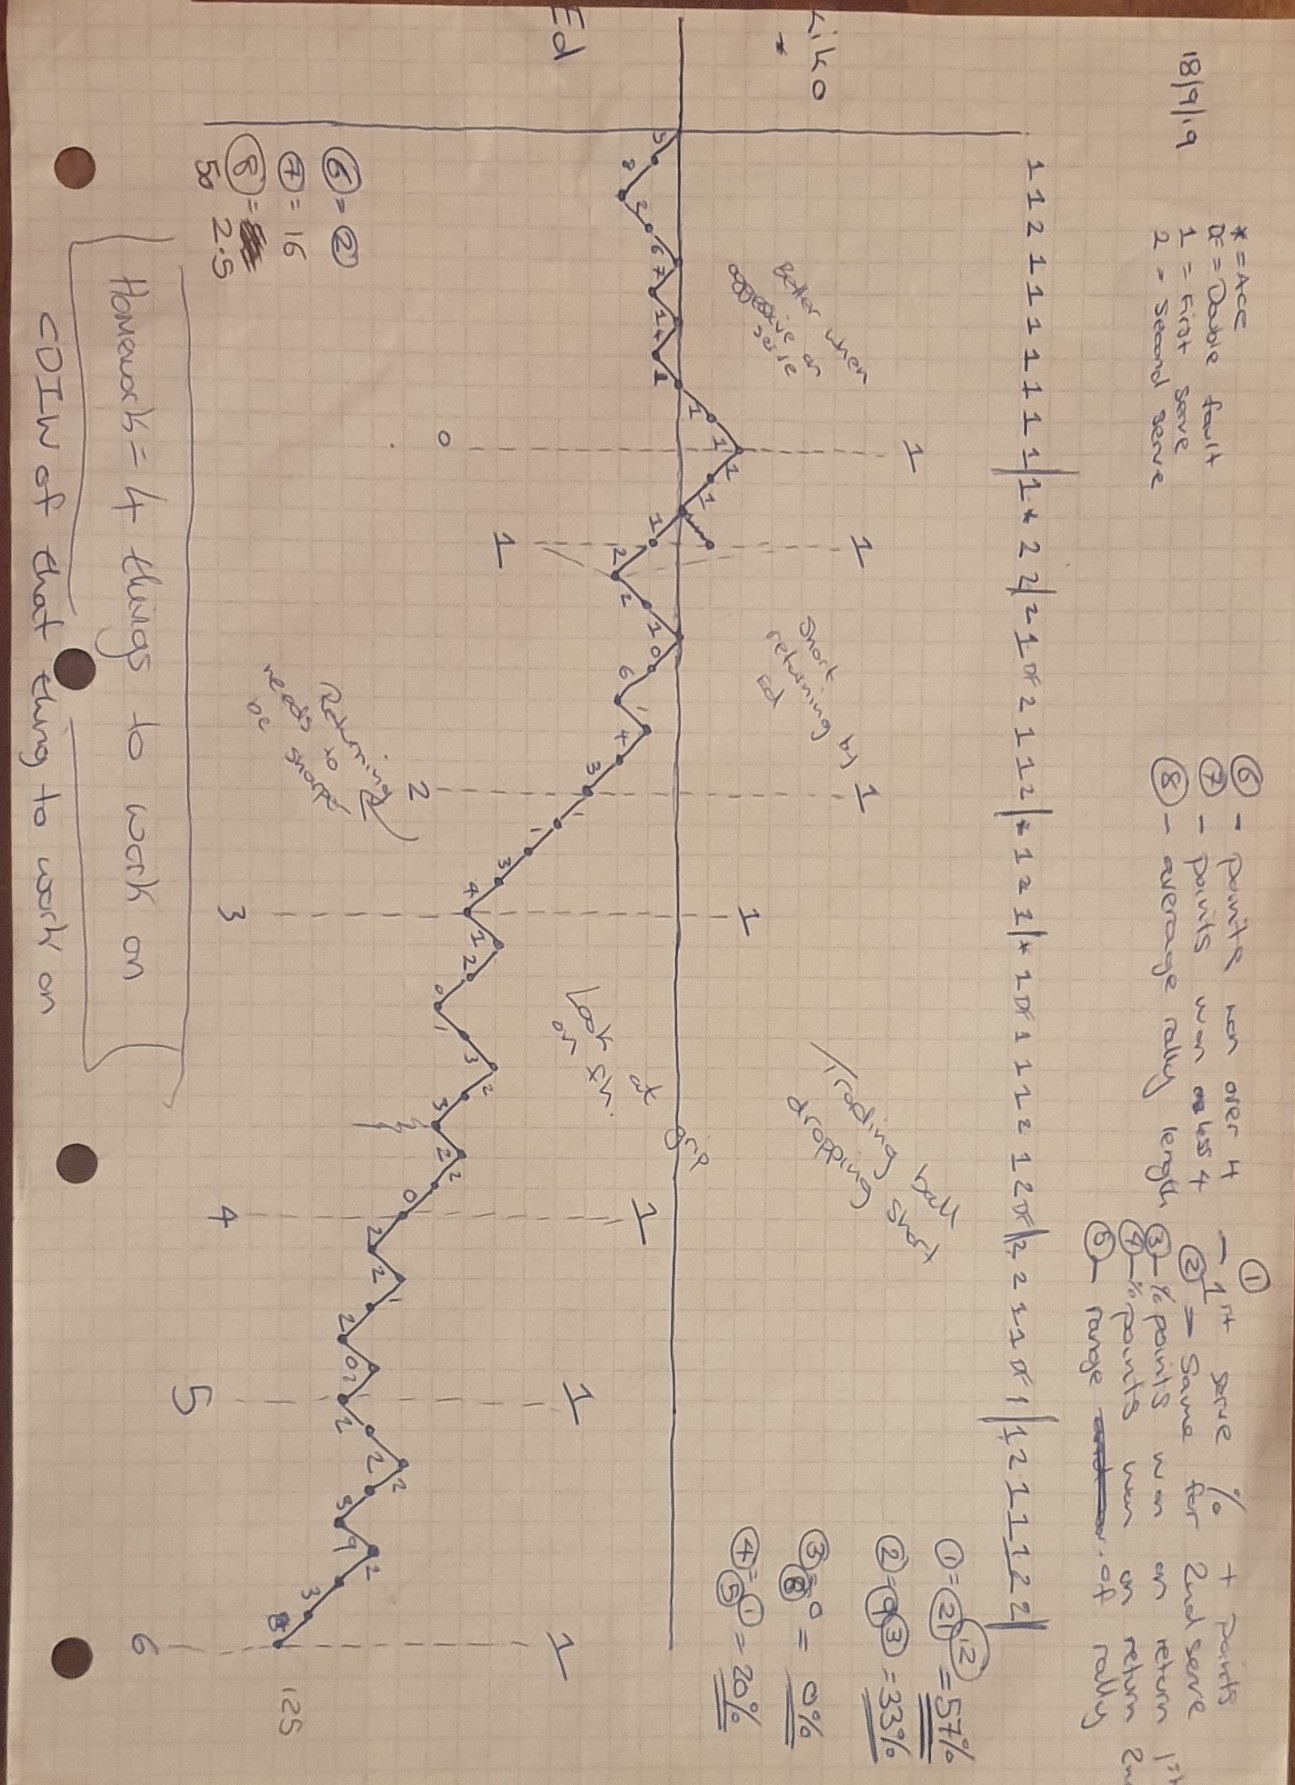 18/9/19
* = Ace
DF = Double fault
1 = First serve
2 = Second serve
⑥ - points won over 4
⑦ - points won less 4
⑧ - average rally length
①
- 1st serve % + points
② = Same for 2nd serve
③ - % points won on return 1st
④ - % points won on return 2nd
⑤ - range of rally
1 1 2 1 1 1 1 1 1 1 | 1 * 2 2 | 2 1 DF 2 1 1 2 | * 1 2 1 | * 1 DF 1 1 1 2 1 2 DF | 2 2 1 1 DF 1 | 1 2 1 1 1 2 2 |
① = 21 12 = 57%
② = 9 3 = 33%
③ = 8 0 = 0%
④ = 5 1 = 20%
Kiko
*
Ed
Better when
on
serve
Short
returning by
Ed
Trading ball
dropping short
Look at grip
on fh.
1
1
1
1
1
1
1
5 8 2 6 7 1 4 1 1 1 1 1
1 2 2 1 0 6 1 4 3
1 1 3 4 1 2 0 1 3 2 3 2 2 0
2 2 1 2 0 2 2 2 3 9 2 3 8
0
1
2
3
4
5
6
Returning
needs to
be sharper
⑥ = ②
⑦ = 16
⑧ =
50 2.5
125
Homework = 4 things to work on
CDIW of that thing to work on